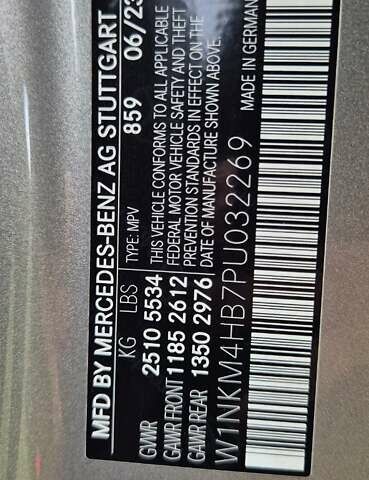 MFD BY MERCEDES-BENZ AG STUTTGART
859 06/23
KG LBS TYPE: MPV
GVWR 2510 5534
GAWR FRONT 1185 2612
GAWR REAR 1350 2976
THIS VEHICLE CONFORMS TO ALL APPLICABLE
FEDERAL MOTOR VEHICLE SAFETY AND THEFT
PREVENTION STANDARDS IN EFFECT ON THE
DATE OF MANUFACTURE SHOWN ABOVE.
W1NKM4HB7PU032269
MADE IN GERMAN